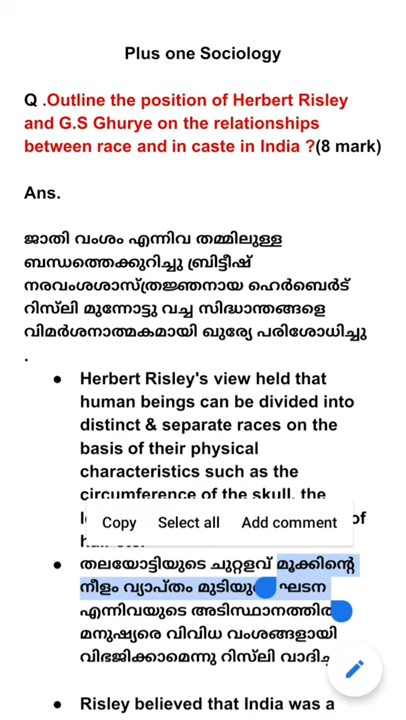 Plus one Sociology
Q .Outline the position of Herbert Risley
and G.S Ghurye on the relationships
between race and in caste in India ?(8 mark)
Ans.
ജാതി വംശം എന്നിവ തമ്മിലുള്ള
ബന്ധത്തെക്കുറിച്ചു ബ്രിട്ടീഷ്
നരവംശശാസ്ത്രജ്ഞനായ ഹെർബെർട്
റിസ്‌ലി മുന്നോട്ടു വച്ച സിദ്ധാന്തങ്ങളെ
വിമർശനാത്മകമായി ഖുര്യേ പരിശോധിച്ചു
.
● Herbert Risley's view held that
human beings can be divided into
distinct & separate races on the
basis of their physical
characteristics such as the
circumference of the skull, the
of
Copy Select all Add comment
● തലയോട്ടിയുടെ ചുറ്റളവ് മൂക്കിന്റെ
നീളം വ്യാപ്തം മുടിയുടെ ഘടന
എന്നിവയുടെ അടിസ്ഥാനത്തിൽ
മനുഷ്യരെ വിവിധ വംശങ്ങളായി
വിഭജിക്കാമെന്നു റിസ്‌ലി വാദിച്ചു
● Risley believed that India was a